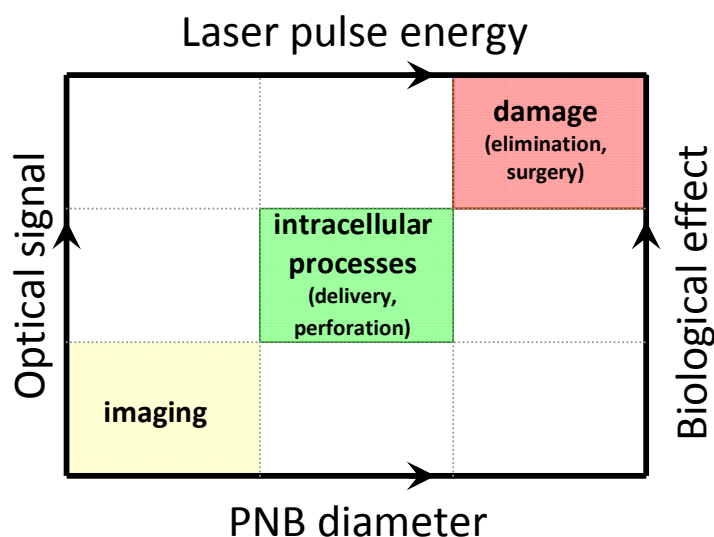 Laser pulse energy
Optical signal
damage
(elimination,
surgery)
intracellular
processes
(delivery,
perforation)
imaging
Biological effect
PNB diameter